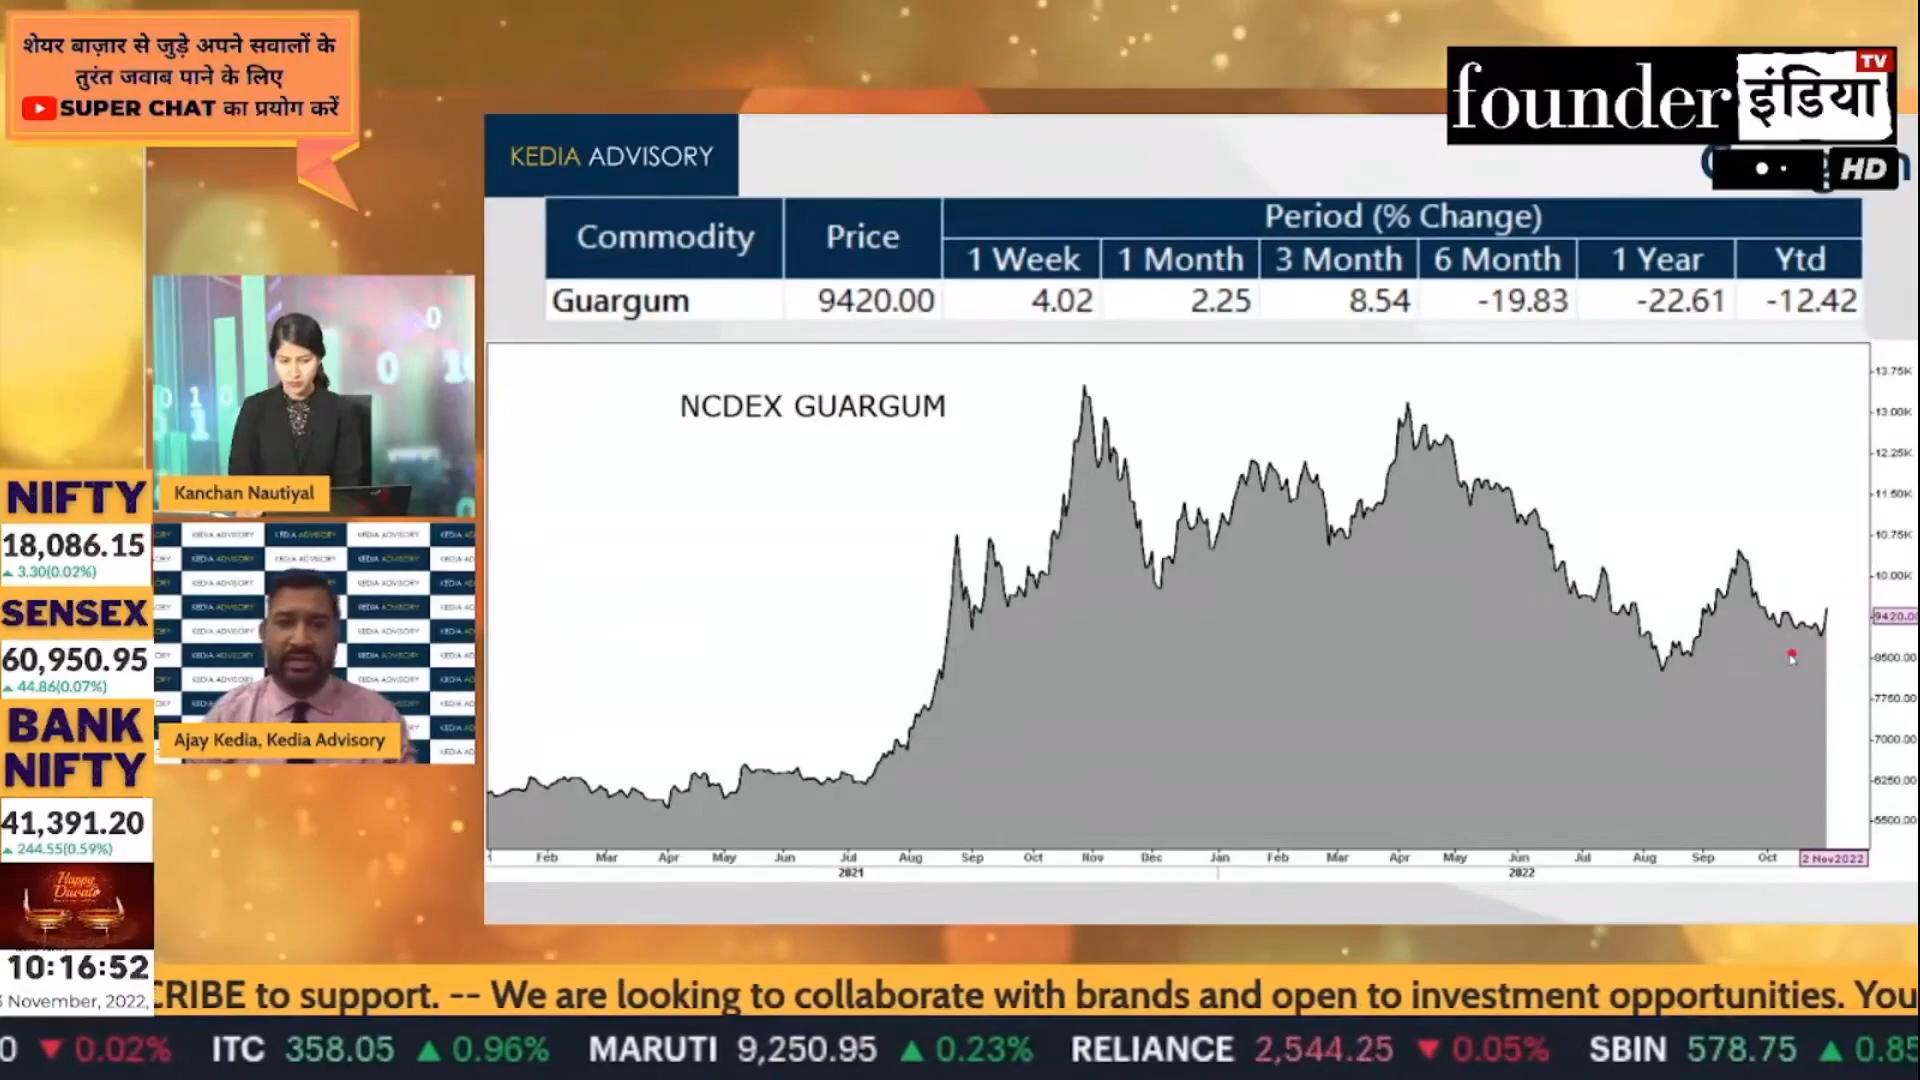 शेयर बाज़ार से जुड़े अपने सवालों के
तुरंत जवाब पाने के लिए
SUPER CHAT का प्रयोग करें
founder इंडिया TV
HD
KEDIA ADVISORY
Commodity Price Period (% Change)
1 Week 1 Month 3 Month 6 Month 1 Year Ytd
Guargum 9420.00 4.02 2.25 8.54 -19.83 -22.61 -12.42
NCDEX GUARGUM
13.75K
13.00K
12.25K
11.50K
10.75K
10.00K
9420.00
8500.00
7750.00
7000.00
6250.00
5500.00
Feb Mar Apr May Jun Jul Aug Sep Oct Nov Dec Jan Feb Mar Apr May Jun Jul Aug Sep Oct 2 Nov2022
2021 2022
Kanchan Nautiyal
KEDIA ADVISORY
Ajay Kedia, Kedia Advisory
NIFTY
18,086.15
3.30(0.02%)
SENSEX
60,950.95
44.86(0.07%)
BANK
NIFTY
41,391.20
244.55(0.59%)
Happy
Diwali
10:16:52
November, 2022,
CRIBE to support. -- We are looking to collaborate with brands and open to investment opportunities. You
0 ▼ 0.02% ITC 358.05 ▲ 0.96% MARUTI 9,250.95 ▲ 0.23% RELIANCE 2,544.25 ▼ 0.05% SBIN 578.75 ▲ 0.85